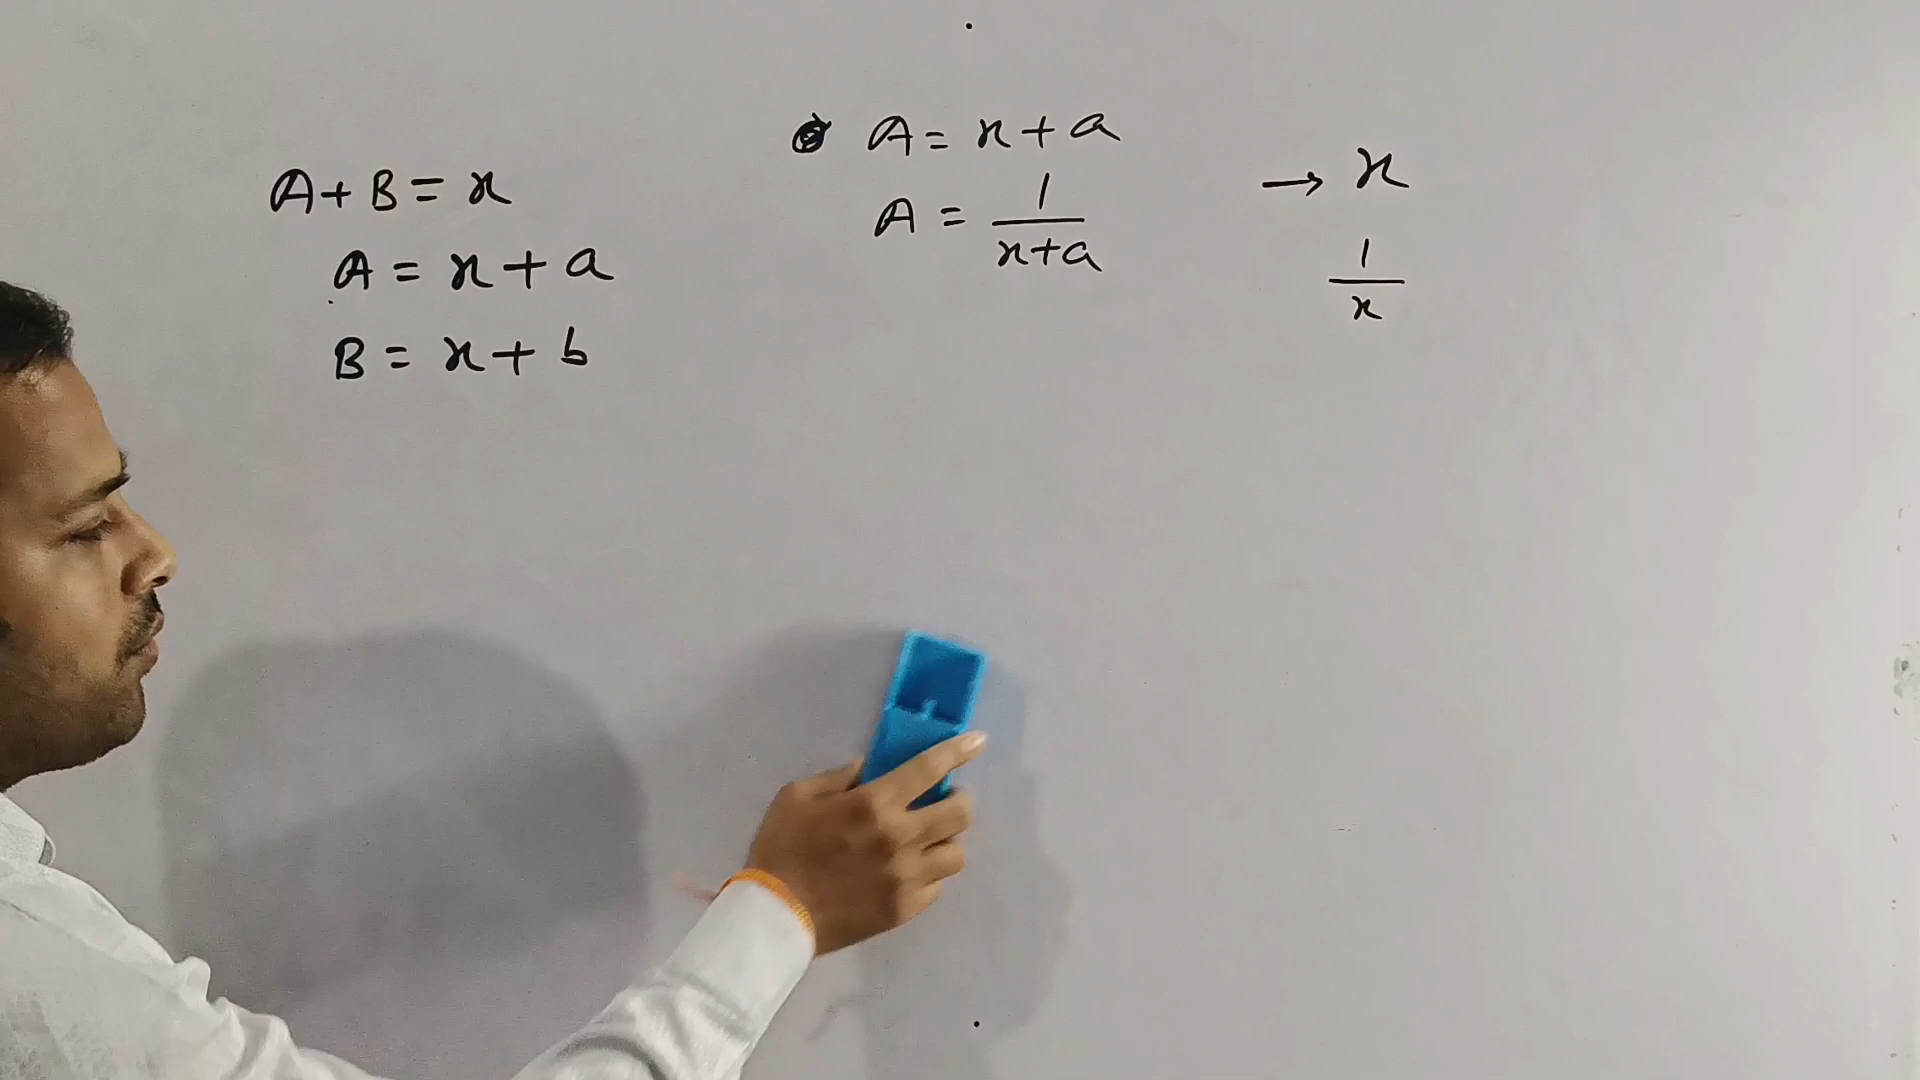 A + B = x
A = x + a
B = x + b
A = x + a
A = 1/(x+a)
→ x
1/x